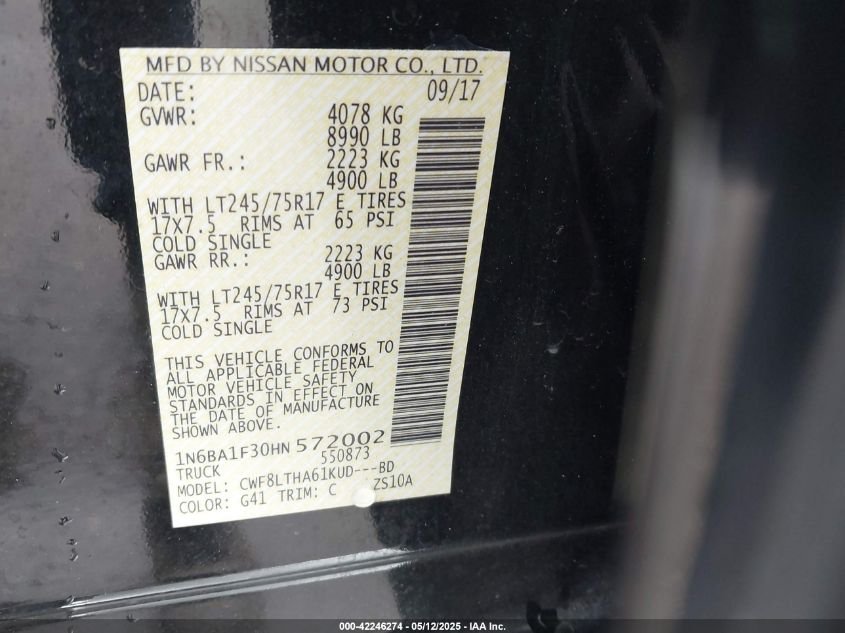 MFD BY NISSAN MOTOR CO., LTD.
DATE: 09/17
GVWR: 4078 KG
8990 LB
GAWR FR.: 2223 KG
4900 LB
WITH LT245/75R17 E TIRES
17X7.5 RIMS AT 65 PSI
COLD SINGLE
GAWR RR.: 2223 KG
4900 LB
WITH LT245/75R17 E TIRES
17X7.5 RIMS AT 73 PSI
COLD SINGLE
THIS VEHICLE CONFORMS TO
ALL APPLICABLE FEDERAL
MOTOR VEHICLE SAFETY
STANDARDS IN EFFECT ON
THE DATE OF MANUFACTURE
SHOWN ABOVE.
1N6BA1F30HN572002
TRUCK 550873
MODEL: CWF8LTHA61KUD---BD
COLOR: G41 TRIM: C ZS10A
000-42246274 - 05/12/2025 - IAA Inc.